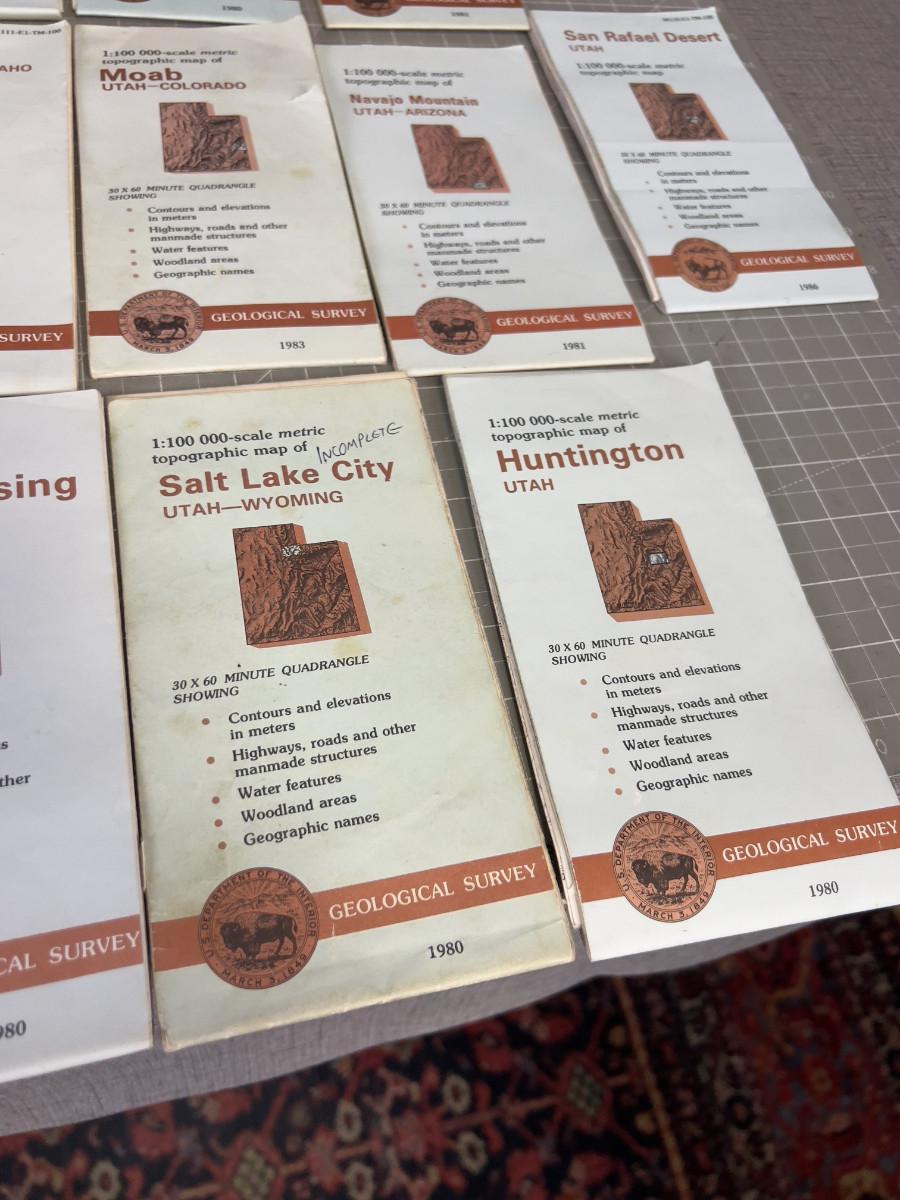 1980
1982
111-E1-TM-100
AHO
SURVEY
1:100 000-scale metric
topographic map of
Moab
UTAH—COLORADO
30 X 60 MINUTE QUADRANGLE
SHOWING
• Contours and elevations
in meters
• Highways, roads and other
manmade structures
• Water features
• Woodland areas
• Geographic names
U.S. DEPARTMENT OF THE INTERIOR
MARCH 3, 1849
GEOLOGICAL SURVEY
1983
1:100 000-scale metric
topographic map of
Navajo Mountain
UTAH—ARIZONA
30 X 60 MINUTE QUADRANGLE
SHOWING
• Contours and elevations
in meters
• Highways, roads and other
manmade structures
• Water features
• Woodland areas
• Geographic names
GEOLOGICAL SURVEY
1981
San Rafael Desert
UTAH
1:100 000-scale metric
topographic map
30 X 60 MINUTE QUADRANGLE
SHOWING
• Contours and elevations
in meters
• Highways, roads and other
manmade structures
• Water features
• Woodland areas
• Geographic names
GEOLOGICAL SURVEY
1986
sing
s
ther
CAL SURVEY
980
1:100 000-scale metric
topographic map of INCOMPLETE
Salt Lake City
UTAH—WYOMING
30 X 60 MINUTE QUADRANGLE
SHOWING
• Contours and elevations
in meters
• Highways, roads and other
manmade structures
• Water features
• Woodland areas
• Geographic names
U.S. DEPARTMENT OF THE INTERIOR
MARCH 3, 1849
GEOLOGICAL SURVEY
1980
1:100 000-scale metric
topographic map of
Huntington
UTAH
30 X 60 MINUTE QUADRANGLE
SHOWING
• Contours and elevations
in meters
• Highways, roads and other
manmade structures
• Water features
• Woodland areas
• Geographic names
U.S. DEPARTMENT OF THE INTERIOR
MARCH 3, 1849
GEOLOGICAL SURVEY
1980